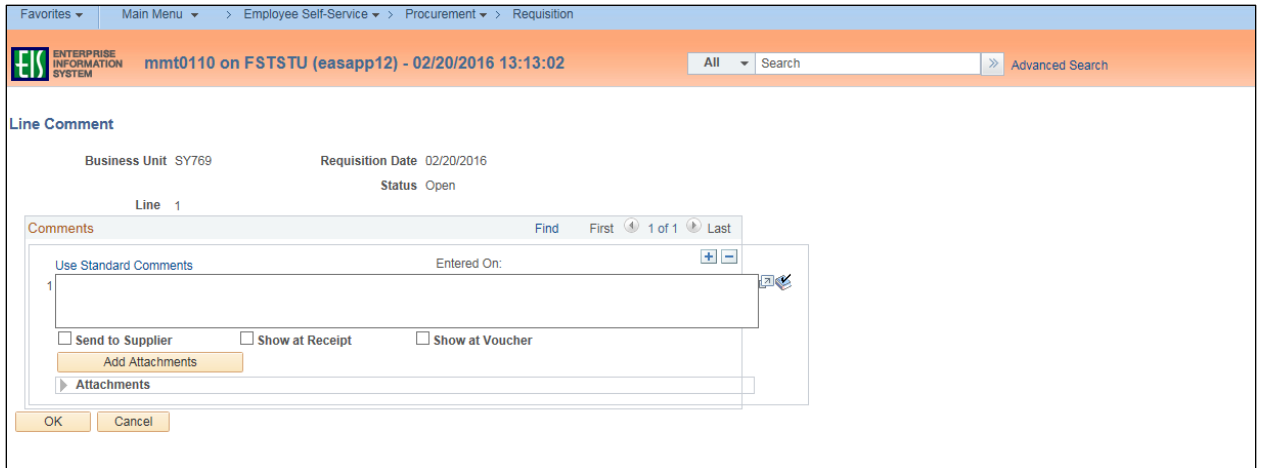 Favorites Main Menu > Employee Self-Service > Procurement > Requisition
EIS ENTERPRISE INFORMATION SYSTEM
mmt0110 on FSTSTU (easapp12) - 02/20/2016 13:13:02
All Search » Advanced Search
Line Comment
Business Unit SY769 Requisition Date 02/20/2016
Status Open
Line 1
Comments Find First 1 of 1 Last
Use Standard Comments Entered On:
1
Send to Supplier Show at Receipt Show at Voucher
Add Attachments
Attachments
OK Cancel